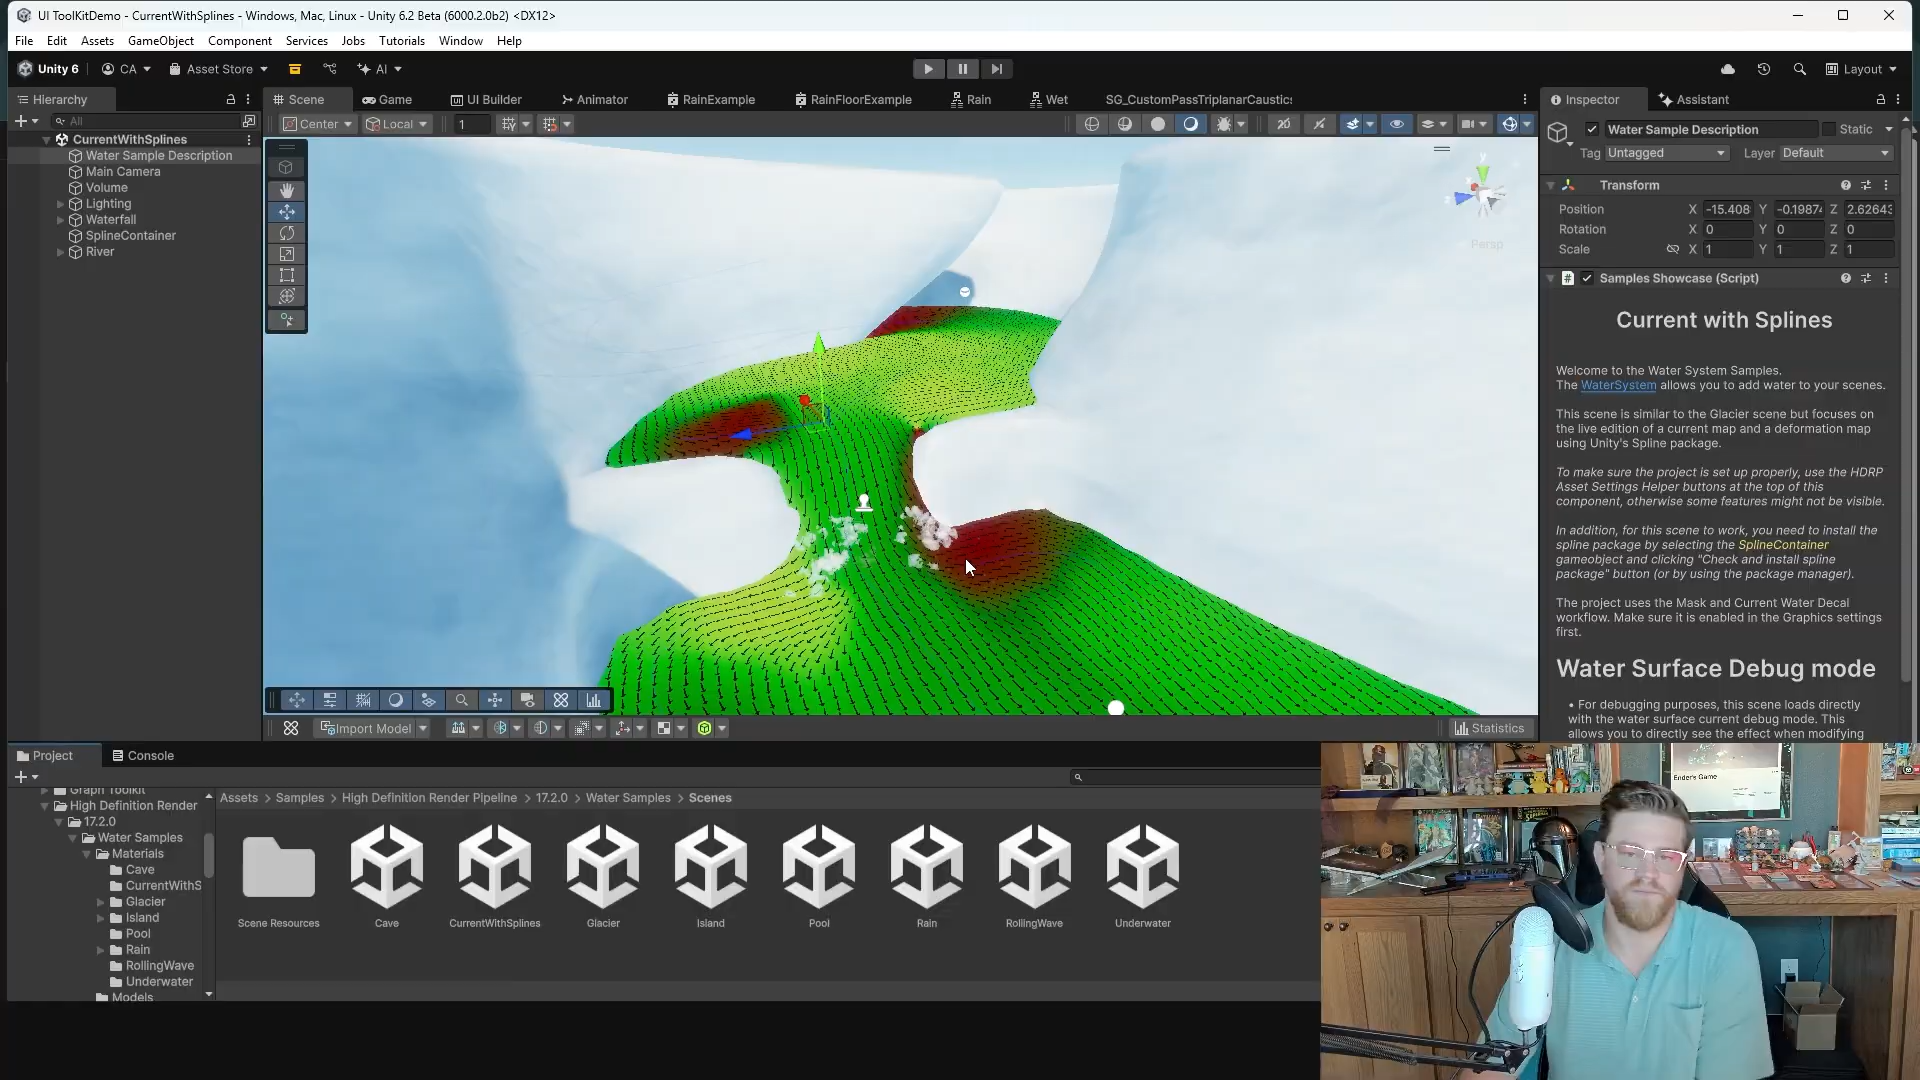 UI ToolKitDemo - CurrentWithSplines - Windows, Mac, Linux - Unity 6.2 Beta (6000.2.0b2) <DX12>
File Edit Assets GameObject Component Services Jobs Tutorials Window Help
Unity 6 CA Asset Store AI Layout
Hierarchy
Scene Game UI Builder Animator RainExample RainFloorExample Rain Wet SG_CustomPassTriplanarCaustics
Inspector Assistant
All
Center Local 1
CurrentWithSplines
Water Sample Description
Main Camera
Volume
Lighting
Waterfall
SplineContainer
River
Persp
Water Sample Description Static
Tag Untagged Layer Default
Transform
Position X -15.408 Y -0.1987 Z 2.62643
Rotation X 0 Y 0 Z 0
Scale X 1 Y 1 Z 1
Samples Showcase (Script)
Current with Splines
Welcome to the Water System Samples.
The WaterSystem allows you to add water to your scenes.
This scene is similar to the Glacier scene but focuses on
the live edition of a current map and a deformation map
using Unity's Spline package.
To make sure the project is set up properly, use the HDRP
Asset Settings Helper buttons at the top of this
component, otherwise some features might not be visible.
In addition, for this scene to work, you need to install the
spline package by selecting the SplineContainer
gameobject and clicking "Check and install spline
package" button (or by using the package manager).
The project uses the Mask and Current Water Decal
workflow. Make sure it is enabled in the Graphics settings
first.
Water Surface Debug mode
• For debugging purposes, this scene loads directly
with the water surface current debug mode. This
allows you to directly see the effect when modifying
Import Model Statistics
Project Console
Graph Toolkit
High Definition Render
17.2.0
Water Samples
Materials
Cave
CurrentWithS
Glacier
Island
Pool
Rain
RollingWave
Underwater
Models
Assets > Samples > High Definition Render Pipeline > 17.2.0 > Water Samples > Scenes
Scene Resources Cave CurrentWithSplines Glacier Island Pool Rain RollingWave Underwater
Ender's Game